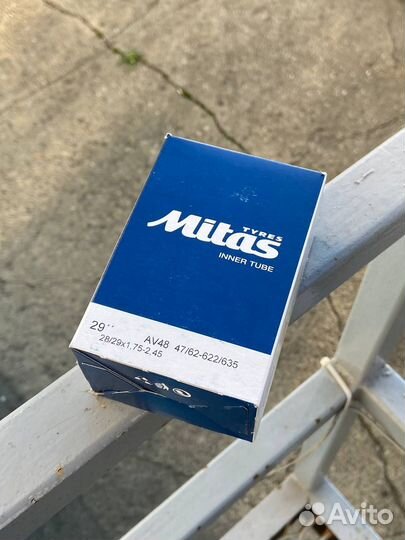 Mitas
TYRES
INNER TUBE
29" AV48 47/62-622/635
28/29x1.75-2.45
Avito